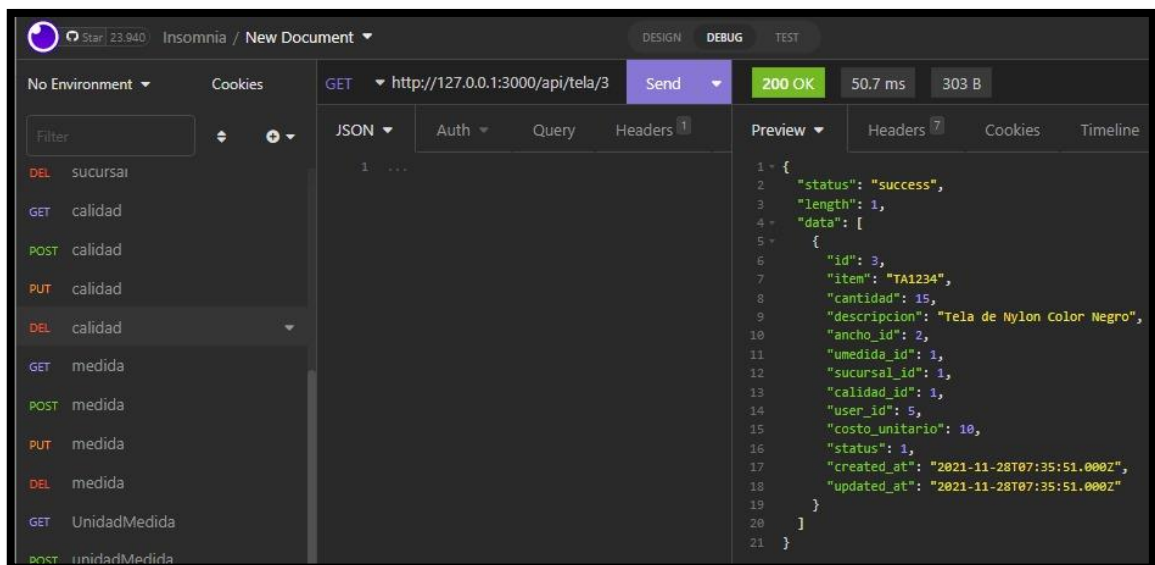 Star 23.940 Insomnia / New Document
DESIGN DEBUG TEST
No Environment Cookies
GET http://127.0.0.1:3000/api/tela/3 Send
200 OK 50.7 ms 303 B
Filter
JSON Auth Query Headers 1
Preview Headers 7 Cookies Timeline
DEL sucursal
GET calidad
POST calidad
PUT calidad
DEL calidad
GET medida
POST medida
PUT medida
DEL medida
GET UnidadMedida
POST unidadMedida
1 ...
1 {
2 "status": "success",
3 "length": 1,
4 "data": [
5 {
6 "id": 3,
7 "item": "TA1234",
8 "cantidad": 15,
9 "descripcion": "Tela de Nylon Color Negro",
10 "ancho_id": 2,
11 "umedida_id": 1,
12 "sucursal_id": 1,
13 "calidad_id": 1,
14 "user_id": 5,
15 "costo_unitario": 10,
16 "status": 1,
17 "created_at": "2021-11-28T07:35:51.000Z",
18 "updated_at": "2021-11-28T07:35:51.000Z"
19 }
20 ]
21 }